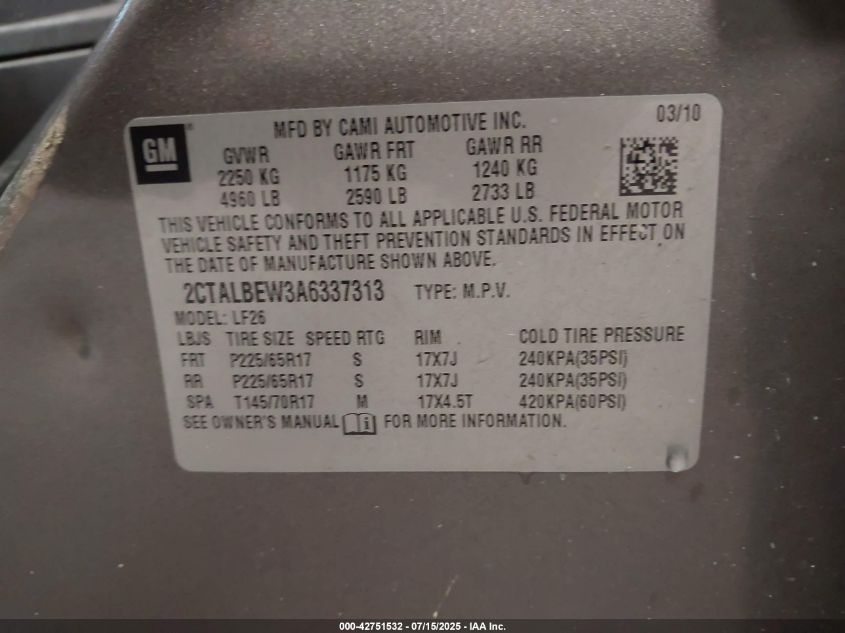 GM
MFD BY CAMI AUTOMOTIVE INC.
03/10
GVWR GAWR FRT GAWR RR
2250 KG 1175 KG 1240 KG
4960 LB 2590 LB 2733 LB
THIS VEHICLE CONFORMS TO ALL APPLICABLE U.S. FEDERAL MOTOR
VEHICLE SAFETY AND THEFT PREVENTION STANDARDS IN EFFECT ON
THE DATE OF MANUFACTURE SHOWN ABOVE.
2CTALBEW3A6337313 TYPE: M.P.V.
MODEL: LF26
LBJS TIRE SIZE SPEED RTG RIM COLD TIRE PRESSURE
FRT P225/65R17 S 17X7J 240KPA(35PSI)
RR P225/65R17 S 17X7J 240KPA(35PSI)
SPA T145/70R17 M 17X4.5T 420KPA(60PSI)
SEE OWNER'S MANUAL i FOR MORE INFORMATION.
000-42751532 - 07/15/2025 - IAA Inc.